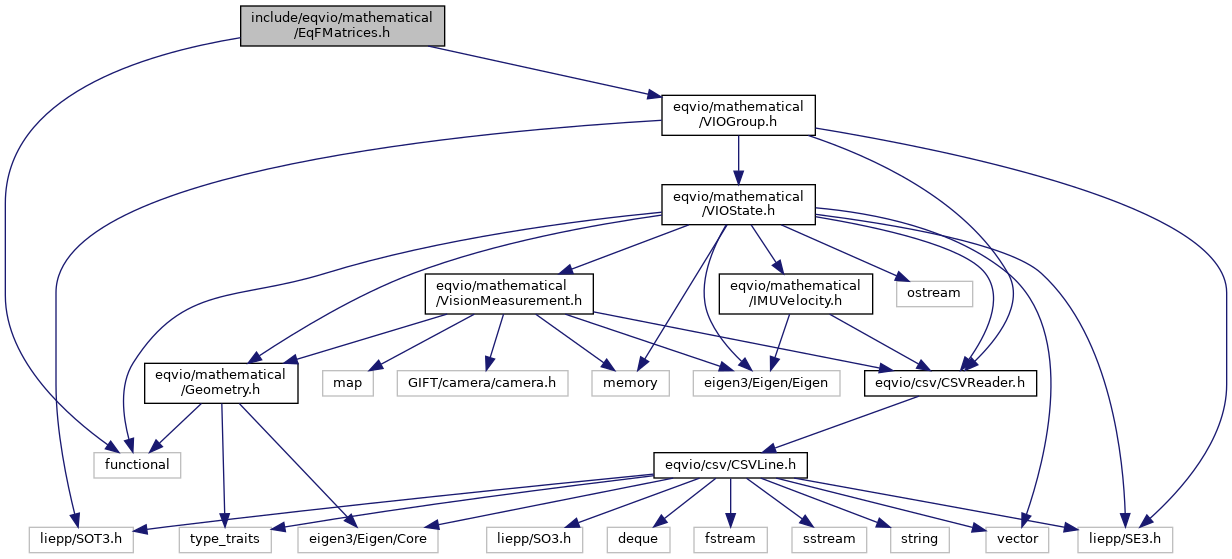 include/eqvio/mathematical
/EqFMatrices.h
eqvio/mathematical
/VIOGroup.h
eqvio/mathematical
/VIOState.h
eqvio/mathematical
/VisionMeasurement.h
eqvio/mathematical
/IMUVelocity.h
ostream
eqvio/mathematical
/Geometry.h
map
GIFT/camera/camera.h
memory
eigen3/Eigen/Eigen
eqvio/csv/CSVReader.h
functional
eqvio/csv/CSVLine.h
liepp/SOT3.h
type_traits
eigen3/Eigen/Core
liepp/SO3.h
deque
fstream
sstream
string
vector
liepp/SE3.h